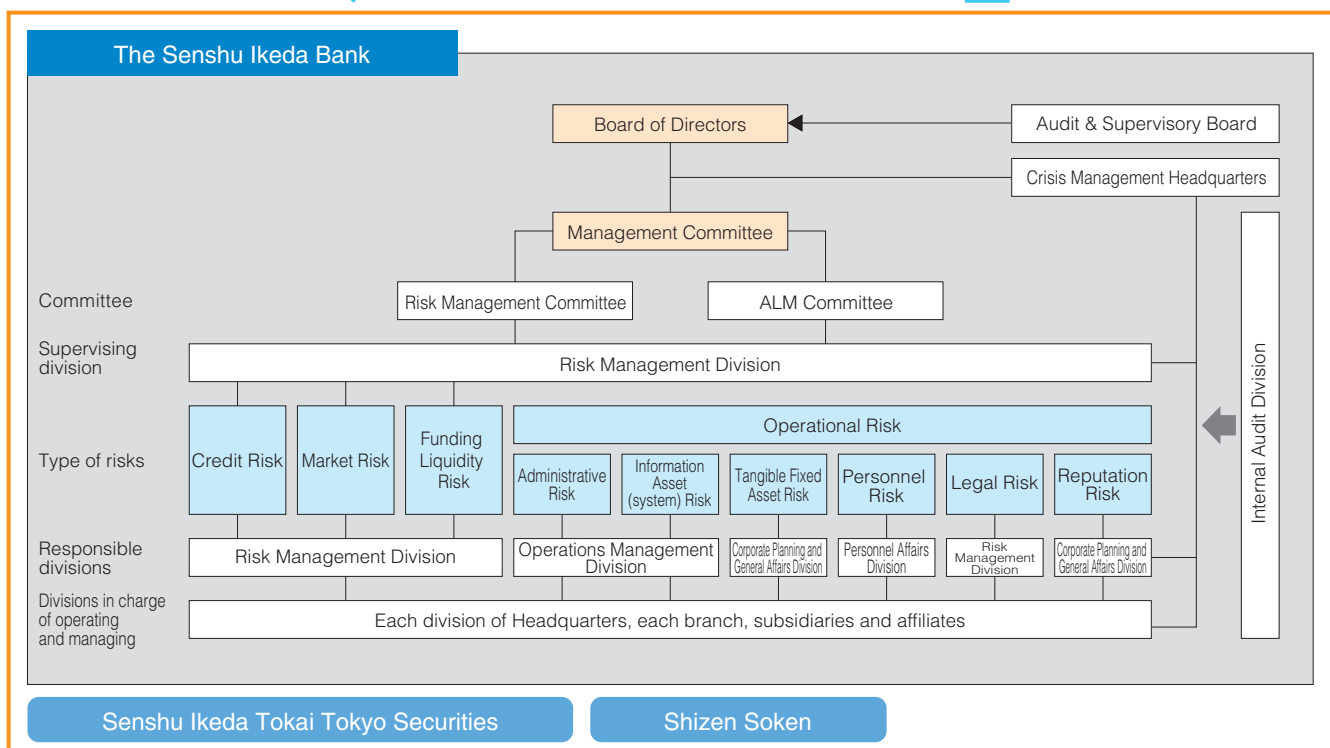 The Senshu Ikeda Bank
Board of Directors
Audit & Supervisory Board
Crisis Management Headquarters
Management Committee
Committee
Risk Management Committee
ALM Committee
Supervising
division
Risk Management Division
Internal Audit Division
Type of risks
Credit Risk
Market Risk
Funding
Liquidity
Risk
Operational Risk
Administrative
Risk
Information
Asset
(system) Risk
Tangible Fixed
Asset Risk
Personnel
Risk
Legal Risk
Reputation
Risk
Responsible
divisions
Risk Management Division
Operations Management
Division
Corporate Planning and
General Affairs Division
Personnel Affairs
Division
Risk
Management
Division
Corporate Planning and
General Affairs Division
Divisions in charge
of operating
and managing
Each division of Headquarters, each branch, subsidiaries and affiliates
Senshu Ikeda Tokai Tokyo Securities
Shizen Soken